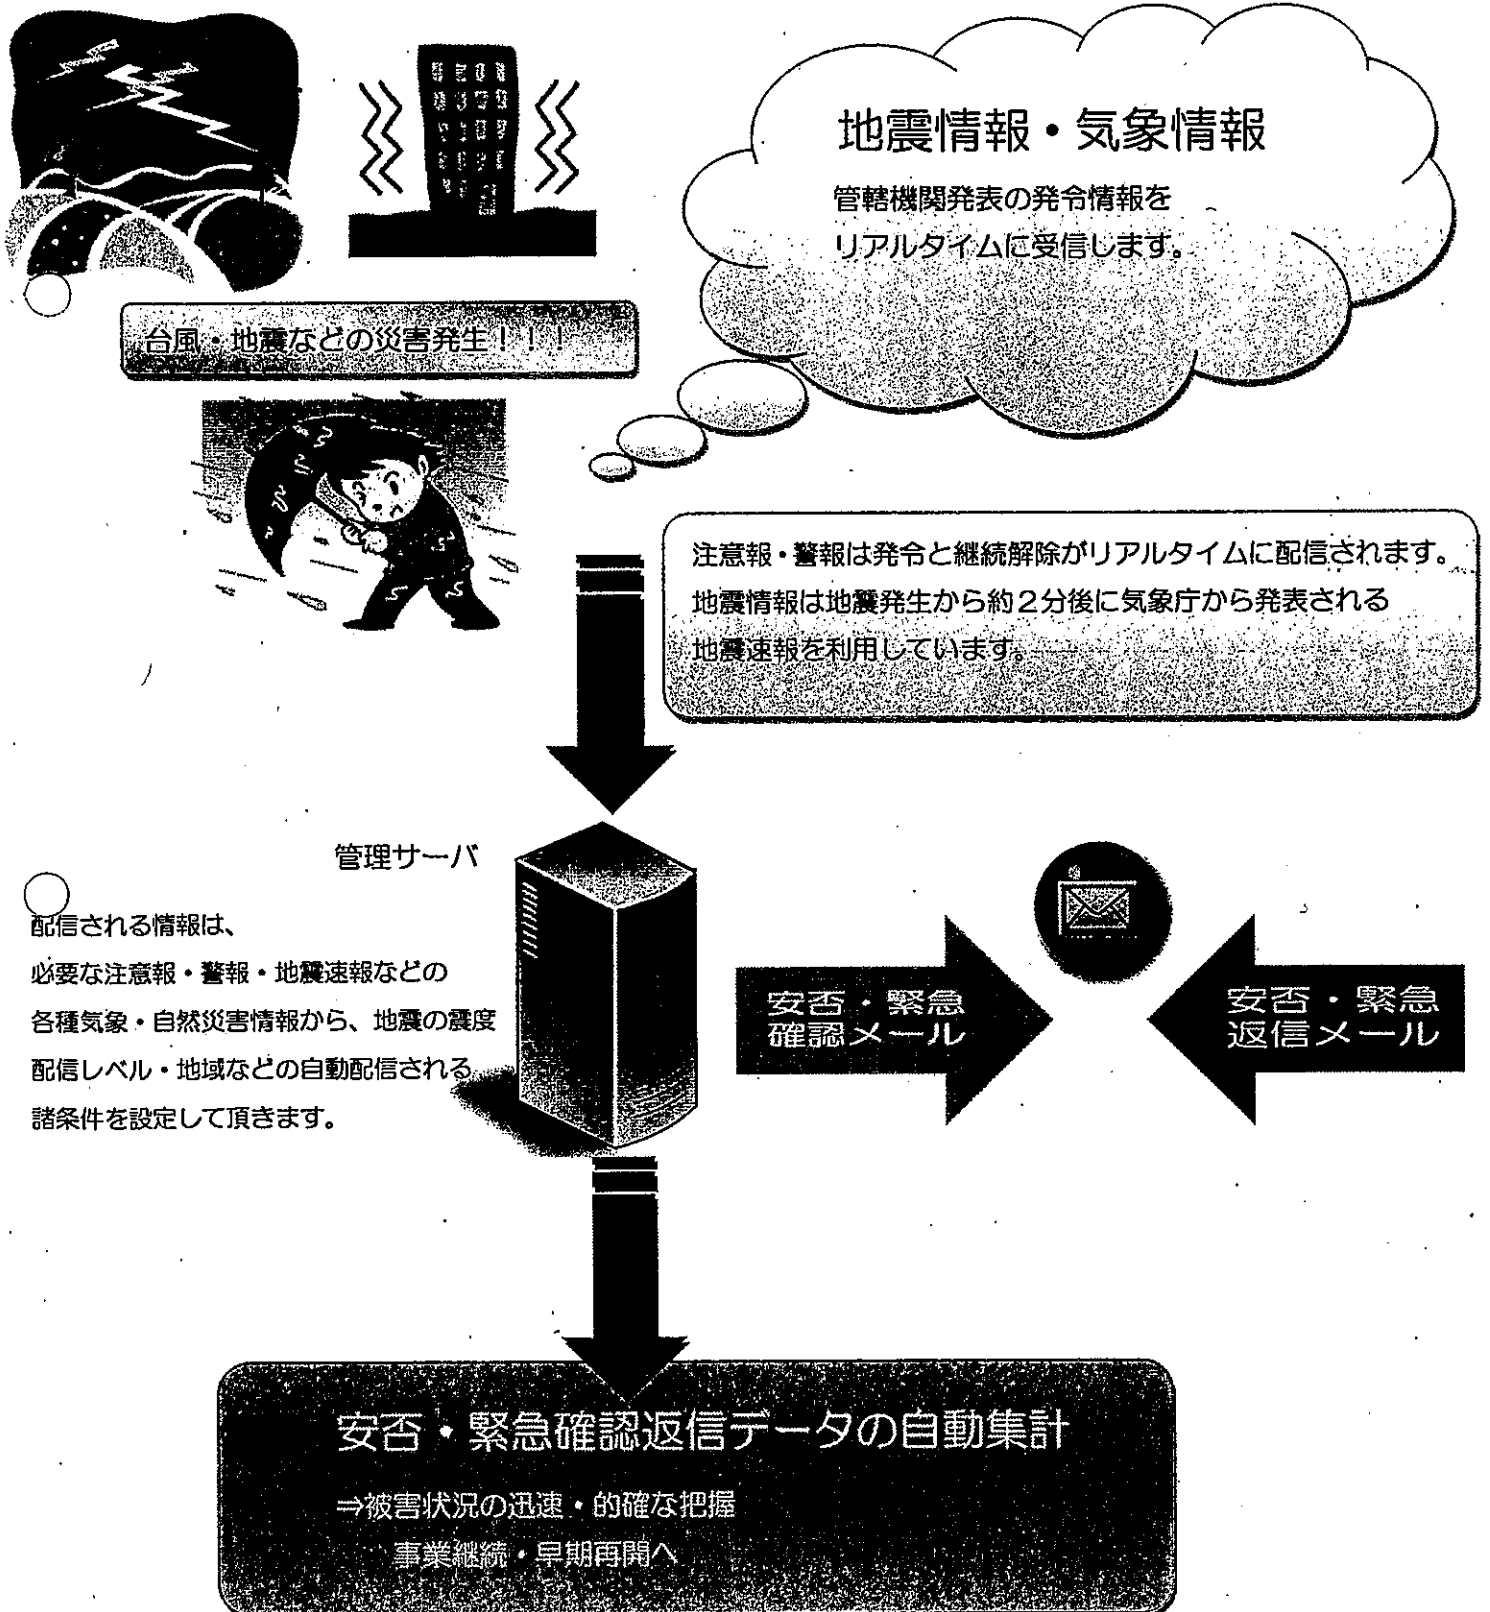 地震情報・気象情報
管轄機関発表の発令情報を
リアルタイムに受信します。
台風・地震などの災害発生!!!
注意報・警報は発令と継続解除がリアルタイムに配信されます。
地震情報は地震発生から約2分後に気象庁から発表される
地震速報を利用しています。
管理サーバ
配信される情報は、
必要な注意報・警報・地震速報などの
各種気象・自然災害情報から、地震の震度
配信レベル・地域などの自動配信される
諸条件を設定して頂きます。
安否・緊急
確認メール
安否・緊急
返信メール
安否・緊急確認返信データの自動集計
⇒被害状況の迅速・的確な把握
事業継続・早期再開へ